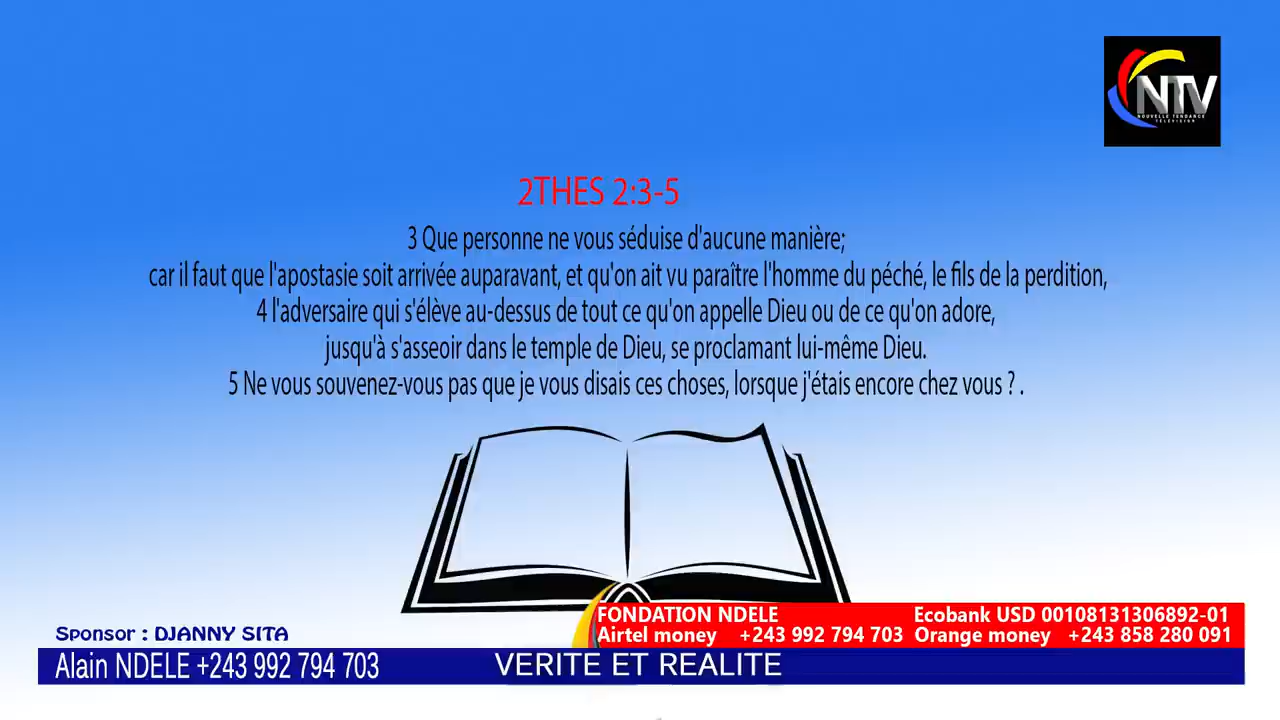 NTV
NOUVELLE TENDANCE
TELEVISION
2THES 2:3-5
3 Que personne ne vous séduise d'aucune manière;
car il faut que l'apostasie soit arrivée auparavant, et qu'on ait vu paraître l'homme du péché, le fils de la perdition,
4 l'adversaire qui s'élève au-dessus de tout ce qu'on appelle Dieu ou de ce qu'on adore,
jusqu'à s'asseoir dans le temple de Dieu, se proclamant lui-même Dieu.
5 Ne vous souvenez-vous pas que je vous disais ces choses, lorsque j'étais encore chez vous ? .
FONDATION NDELE Ecobank USD 00108131306892-01
Sponsor : DJANNY SITA Airtel money +243 992 794 703 Orange money +243 858 280 091
Alain NDELE +243 992 794 703 VERITE ET REALITE